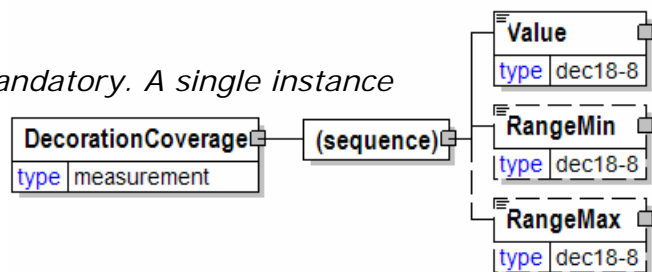 Value
type dec18-8
andatory. A single instance
RangeMin
DecorationCoverage
(sequence)
type dec18-8
type measurement
RangeMax
type dec18-8